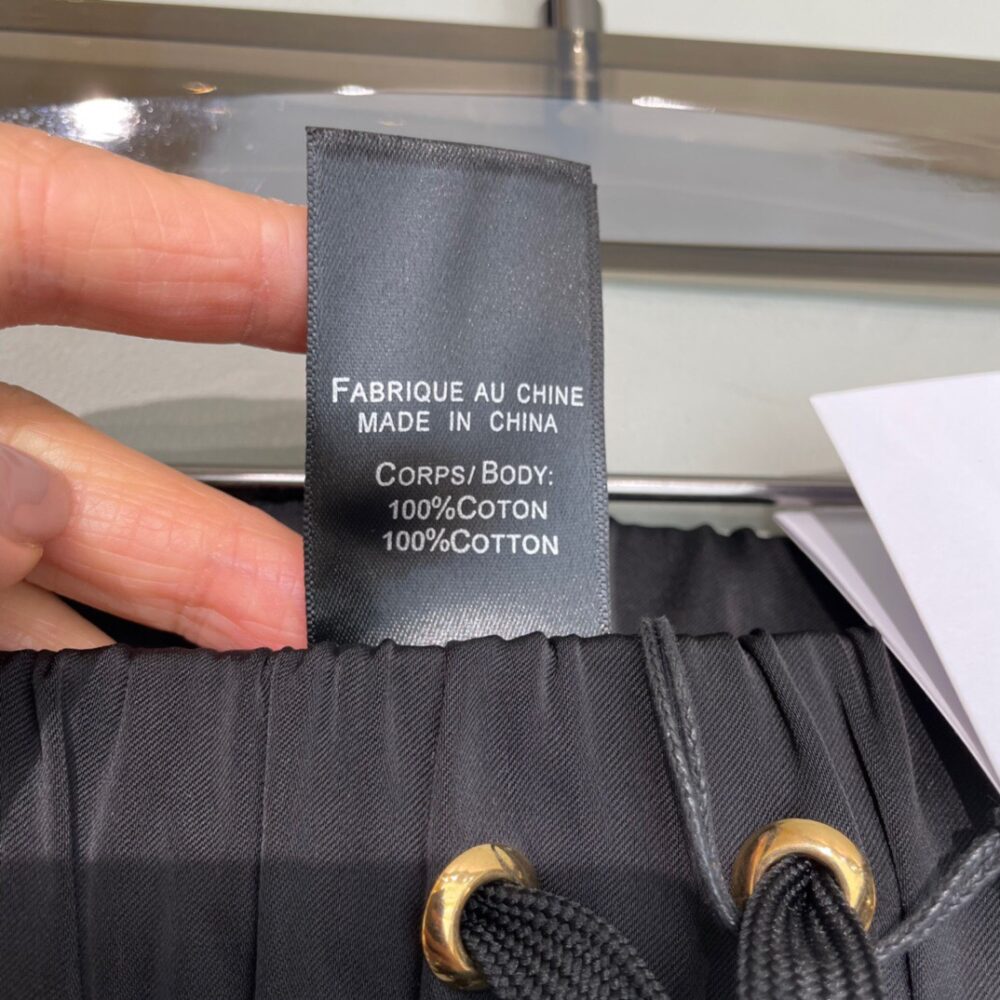 FABRIQUE AU CHINE
MADE IN CHINA
CORPS/BODY:
100%COTON
100%COTTON